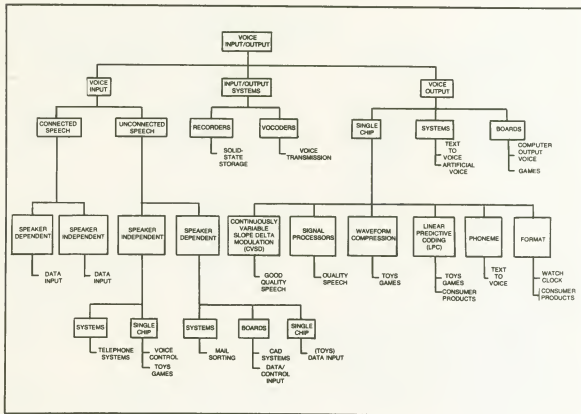 VOICE
INPUT/OUTPUT
VOICE
INPUT
INPUT/OUTPUT
SYSTEMS
VOICE
OUTPUT
CONNECTED
SPEECH
UNCONNECTED
SPEECH
RECORDERS
VOCODERS
SINGLE
CHIP
SYSTEMS
BOARDS
SOLID-
STATE
STORAGE
VOICE
TRANSMISSION
TEXT
TO
VOICE
ARTIFICIAL VOICE
COMPUTER
OUTPUT
VOICE
GAMES
SPEAKER
DEPENDENT
SPEAKER
INDEPENDENT
SPEAKER
INDEPENDENT
SPEAKER
DEPENDENT
CONTINUOUSLY
VARIABLE
SLOPE DELTA
MODULATION
(CVSD)
SIGNAL
PROCESSORS
WAVEFORM
COMPRESSION
LINEAR
PREDICTIVE
CODING
(LPC)
PHONEME
FORMAT
DATA
INPUT
DATA
INPUT
GOOD
QUALITY
SPEECH
QUALITY
SPEECH
TOYS
GAMES
TOYS
GAMES
CONSUMER
PRODUCTS
TEXT
TO
VOICE
WATCH
CLOCK
CONSUMER
PRODUCTS
SYSTEMS
SINGLE
CHIP
SYSTEMS
BOARDS
SINGLE
CHIP
TELEPHONE
SYSTEMS
VOICE
CONTROL
TOYS
GAMES
MAIL
SORTING
CAD
SYSTEMS
DATA/
CONTROL
INPUT
(TOYS)
DATA INPUT